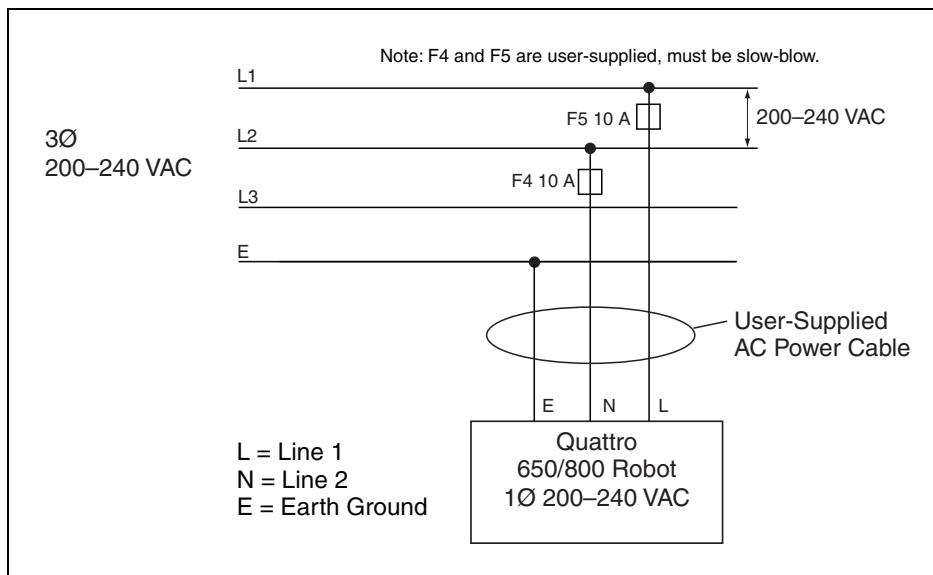 Note: F4 and F5 are user-supplied, must be slow-blow.
L1
F5 10 A
200–240 VAC
L2
3Ø
200–240 VAC
F4 10 A
L3
E
User-Supplied
AC Power Cable
E N L
L = Line 1
N = Line 2
E = Earth Ground
Quattro
650/800 Robot
1Ø 200–240 VAC